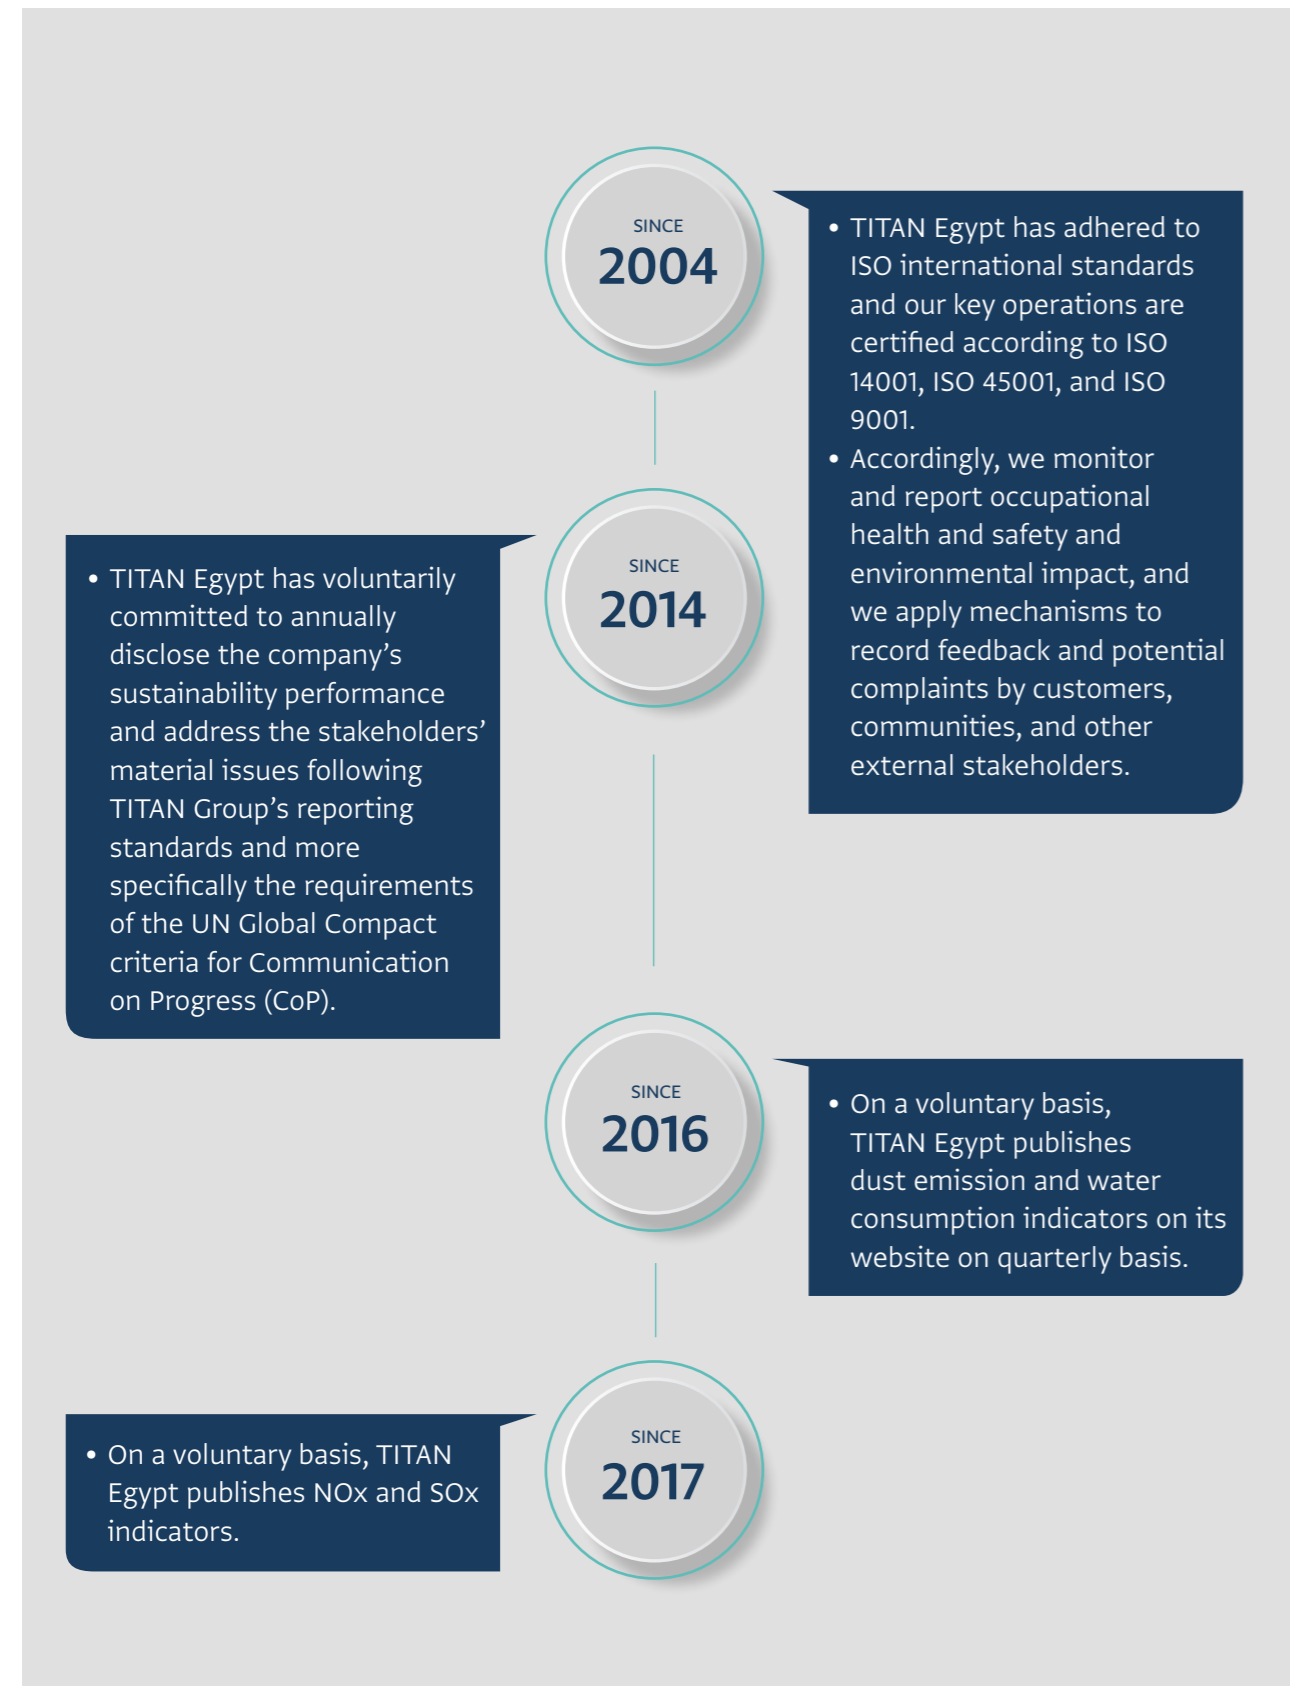 SINCE
2004
• TITAN Egypt has adhered to
ISO international standards
and our key operations are
certified according to ISO
14001, ISO 45001, and ISO
9001.
• Accordingly, we monitor
and report occupational
health and safety and
environmental impact, and
we apply mechanisms to
record feedback and potential
complaints by customers,
communities, and other
external stakeholders.
SINCE
2014
• TITAN Egypt has voluntarily
committed to annually
disclose the company’s
sustainability performance
and address the stakeholders’
material issues following
TITAN Group’s reporting
standards and more
specifically the requirements
of the UN Global Compact
criteria for Communication
on Progress (CoP).
SINCE
2016
• On a voluntary basis,
TITAN Egypt publishes
dust emission and water
consumption indicators on its
website on quarterly basis.
SINCE
2017
• On a voluntary basis, TITAN
Egypt publishes NOx and SOx
indicators.